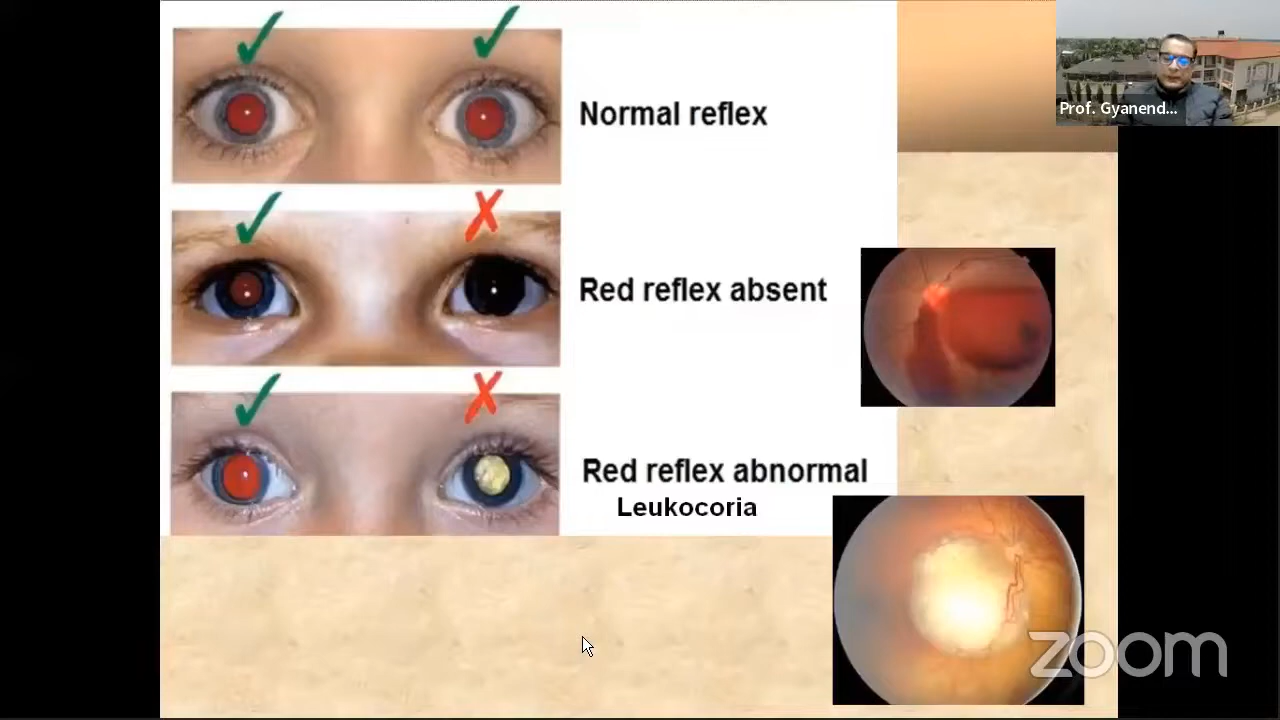 Normal reflex
Prof. Gyanend...
Red reflex absent
Red reflex abnormal
Leukocoria
zoom